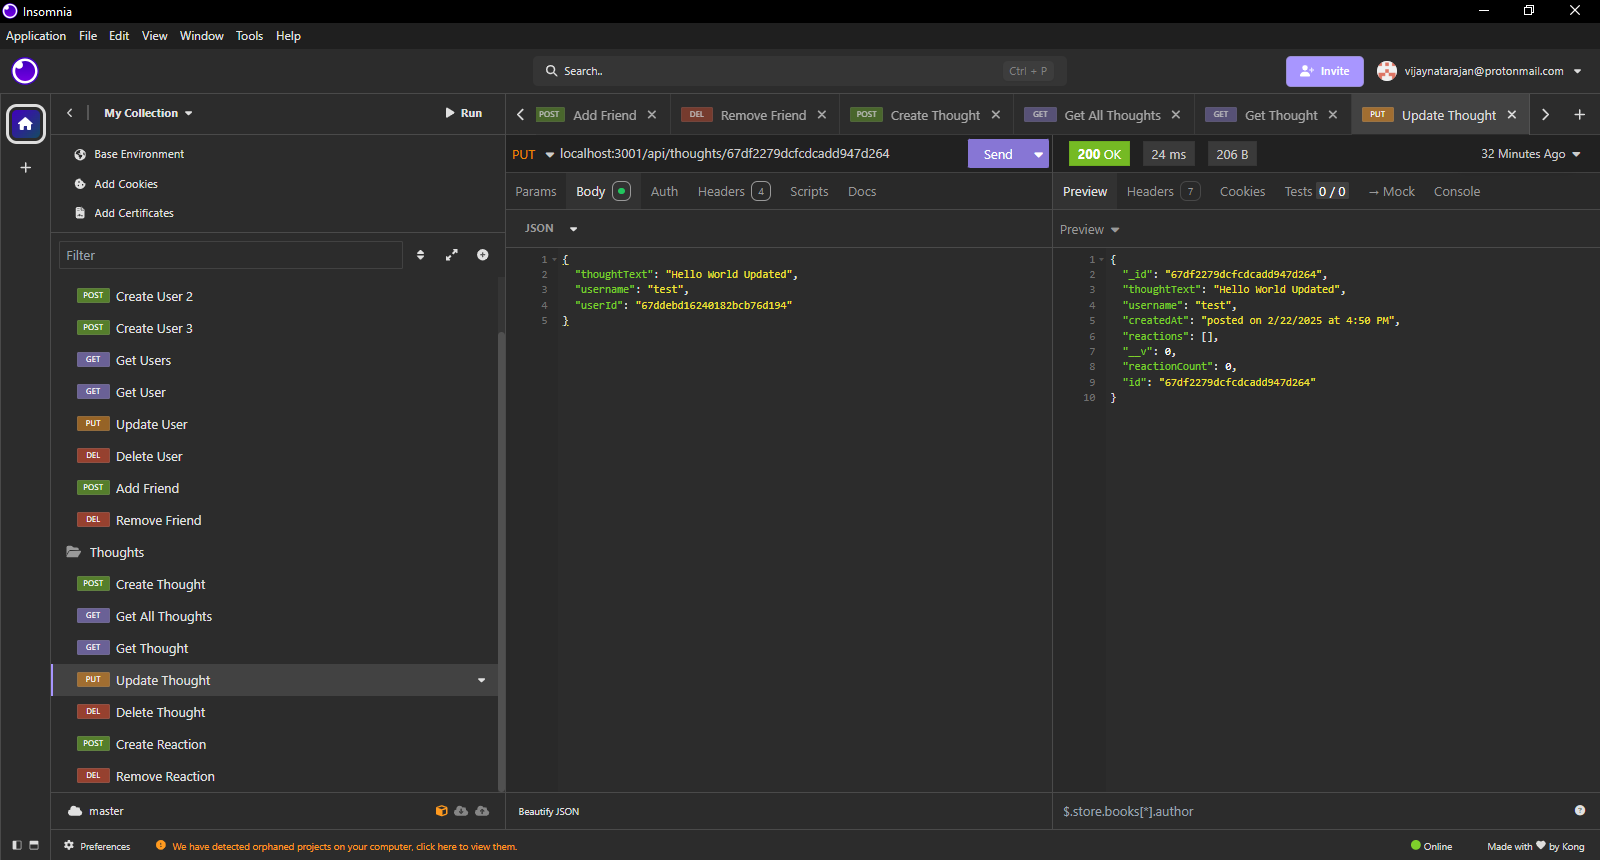 Insomnia
Application File Edit View Window Tools Help
Search.. Ctrl + P
Invite
vijaynatarajan@protonmail.com
My Collection
Run
Base Environment
Add Cookies
Add Certificates
Filter
POST Create User 2
POST Create User 3
GET Get Users
GET Get User
PUT Update User
DEL Delete User
POST Add Friend
DEL Remove Friend
Thoughts
POST Create Thought
GET Get All Thoughts
GET Get Thought
PUT Update Thought
DEL Delete Thought
POST Create Reaction
DEL Remove Reaction
master
POST Add Friend DEL Remove Friend POST Create Thought GET Get All Thoughts GET Get Thought PUT Update Thought
PUT localhost:3001/api/thoughts/67df2279dcfcdcadd947d264 Send
Params Body Auth Headers 4 Scripts Docs
JSON
1 {
2 "thoughtText": "Hello World Updated",
3 "username": "test",
4 "userId": "67ddebd16240182bcb76d194"
5 }
Beautify JSON
200 OK 24 ms 206 B 32 Minutes Ago
Preview Headers 7 Cookies Tests 0 / 0 → Mock Console
Preview
1 {
2 "_id": "67df2279dcfcdcadd947d264",
3 "thoughtText": "Hello World Updated",
4 "username": "test",
5 "createdAt": "posted on 2/22/2025 at 4:50 PM",
6 "reactions": [],
7 "__v": 0,
8 "reactionCount": 0,
9 "id": "67df2279dcfcdcadd947d264"
10 }
$.store.books[*].author
Preferences
We have detected orphaned projects on your computer, click here to view them.
Online
Made with ♥ by Kong